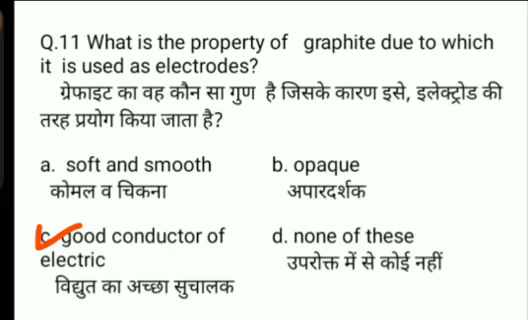 Q.11 What is the property of graphite due to which
it is used as electrodes?
ग्रेफाइट का वह कौन सा गुण है जिसके कारण इसे, इलेक्ट्रोड की
तरह प्रयोग किया जाता है?
a. soft and smooth
कोमल व चिकना
b. opaque
अपारदर्शक
c. good conductor of
electric
विद्युत का अच्छा सुचालक
d. none of these
उपरोक्त में से कोई नहीं